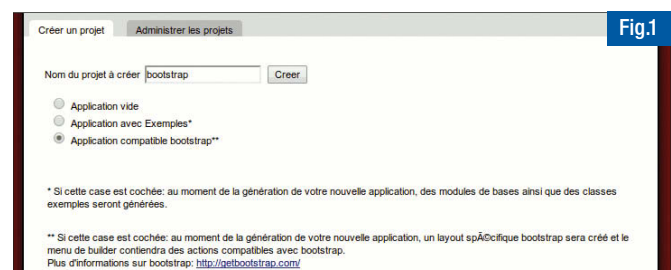 Créer un projet Administrer les projets Fig.1
Nom du projet à créer bootstrap Creer
Application vide
Application avec Exemples*
Application compatible bootstrap**
* Si cette case est cochée: au moment de la génération de votre nouvelle application, des modules de bases ainsi que des classes
exemples seront générées.
** Si cette case est cochée: au moment de la génération de votre nouvelle application, un layout spÃ©cifique bootstrap sera créé et le
menu de builder contiendra des actions compatibles avec bootstrap.
Plus d'informations sur bootstrap: http://getbootstrap.com/